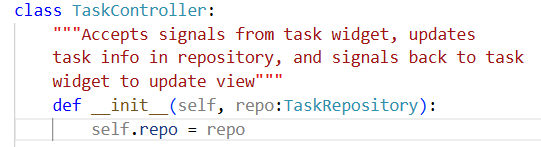 class TaskController:
"""Accepts signals from task widget, updates
task info in repository, and signals back to task
widget to update view"""
def __init__(self, repo:TaskRepository):
self.repo = repo